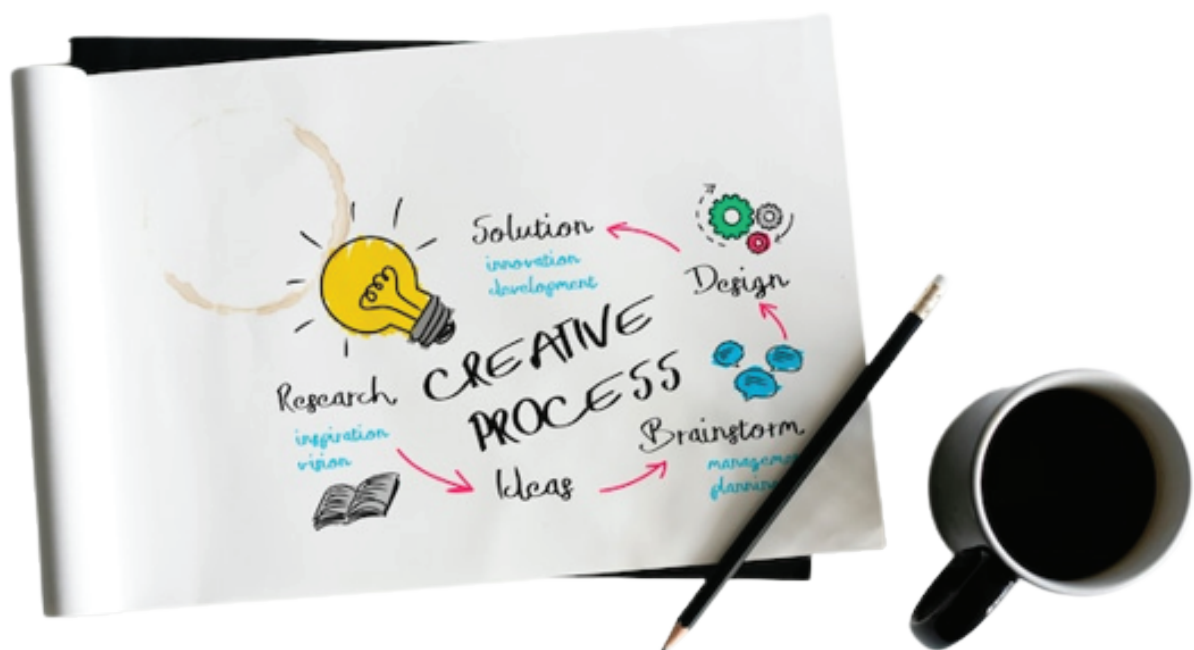 Solution
innovation
development
Design
CREATIVE
PROCESS
Research
inspiration
vision
Ideas
Brainstorm